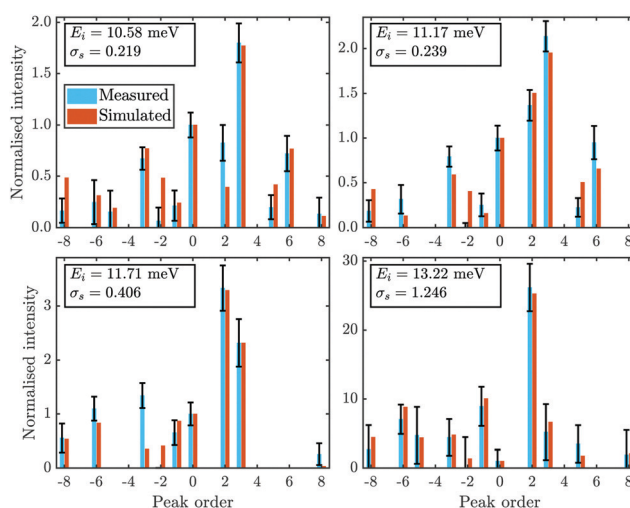 E_i = 10.58 meV
σ_s = 0.219
Measured
Simulated
Normalised intensity
2.0
1.5
1.0
0.5
0.0
-8 -6 -4 -2 0 2 4 6 8
E_i = 11.17 meV
σ_s = 0.239
2.0
1.5
1.0
0.5
0.0
-8 -6 -4 -2 0 2 4 6 8
E_i = 11.71 meV
σ_s = 0.406
Normalised intensity
3
2
1
0
-8 -6 -4 -2 0 2 4 6 8
Peak order
E_i = 13.22 meV
σ_s = 1.246
30
20
10
0
-8 -6 -4 -2 0 2 4 6 8
Peak order